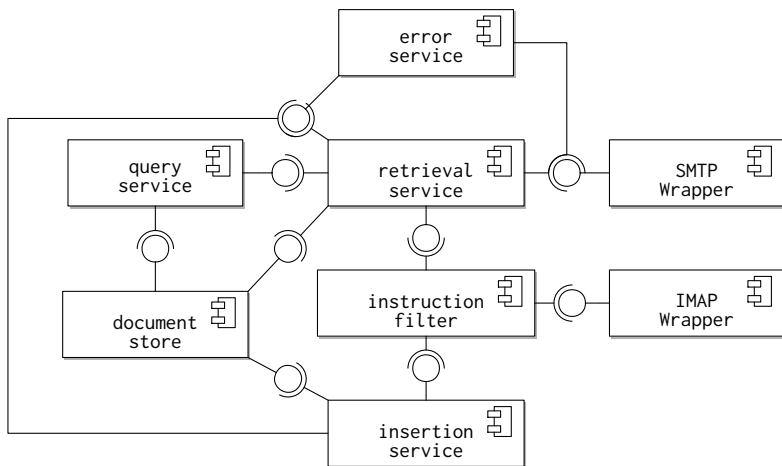 error
service
query
service
retrieval
service
SMTP
Wrapper
document
store
instruction
filter
IMAP
Wrapper
insertion
service